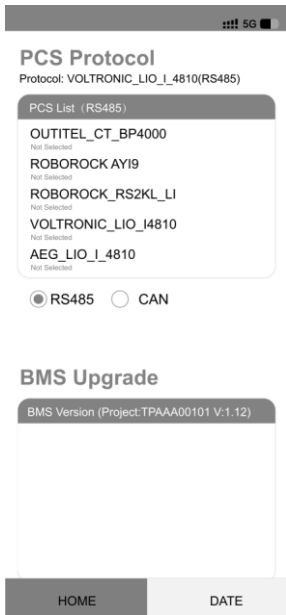 5G
PCS Protocol
Protocol: VOLTRONIC_LIO_I_4810(RS485)
PCS List（RS485）
OUTITEL_CT_BP4000
Not Selected
ROBOROCK AYI9
Not Selected
ROBOROCK_RS2KL_LI
Not Selected
VOLTRONIC_LIO_I4810
Not Selected
AEG_LIO_I_4810
Not Selected
RS485 CAN
BMS Upgrade
BMS Version (Project:TPAAA00101 V:1.12)
HOME DATE